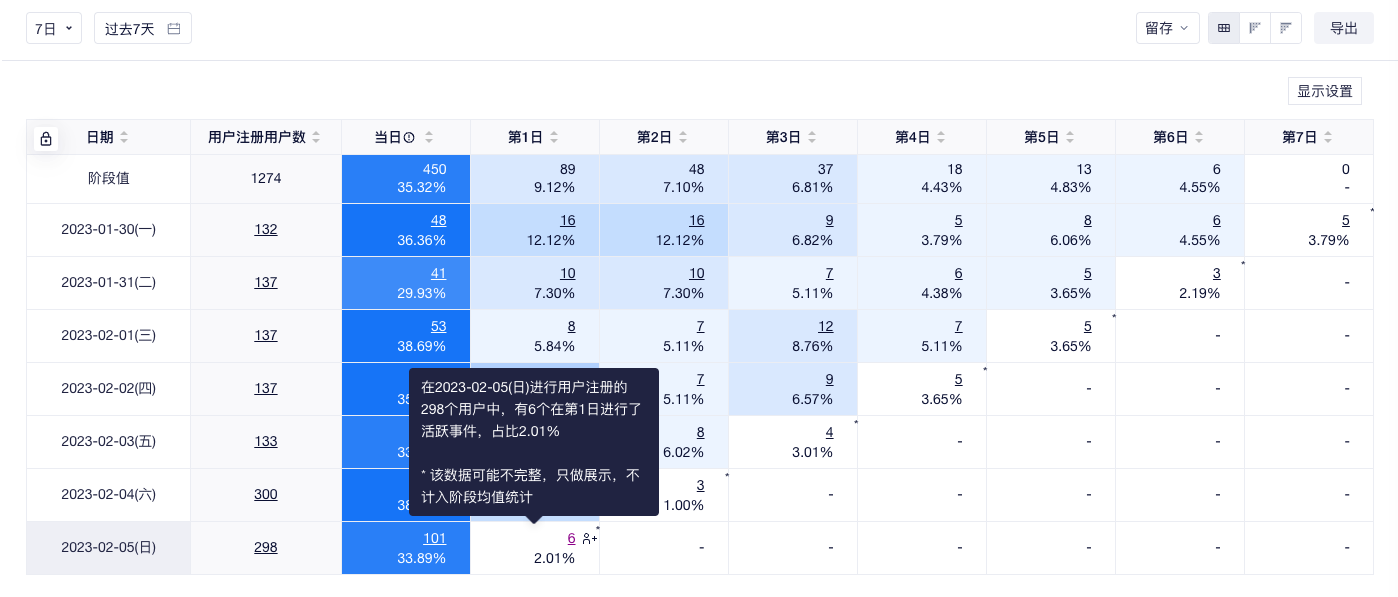 7日 过去7天 留存 导出
显示设置
日期 用户注册用户数 当日 第1日 第2日 第3日 第4日 第5日 第6日 第7日
阶段值 1274 450 89 48 37 18 13 6 0
35.32% 9.12% 7.10% 6.81% 4.43% 4.83% 4.55% -
*
2023-01-30(一) 132 48 16 16 9 5 8 6 5
36.36% 12.12% 12.12% 6.82% 3.79% 6.06% 4.55% 3.79%
*
2023-01-31(二) 137 41 10 10 7 6 5 3 -
29.93% 7.30% 7.30% 5.11% 4.38% 3.65% 2.19%
*
2023-02-01(三) 137 53 8 7 12 7 5 - -
38.69% 5.84% 5.11% 8.76% 5.11% 3.65%
*
2023-02-02(四) 137 7 9 5 - - -
5.11% 6.57% 3.65%
*
2023-02-03(五) 133 8 4 - - - -
6.02% 3.01%
*
2023-02-04(六) 300 3 - - - - -
1.00%
在2023-02-05(日)进行用户注册的
298个用户中，有6个在第1日进行了
活跃事件，占比2.01%
* 该数据可能不完整，只做展示，不
计入阶段均值统计
*
2023-02-05(日) 298 101 6 - - - - - -
33.89% 2.01%